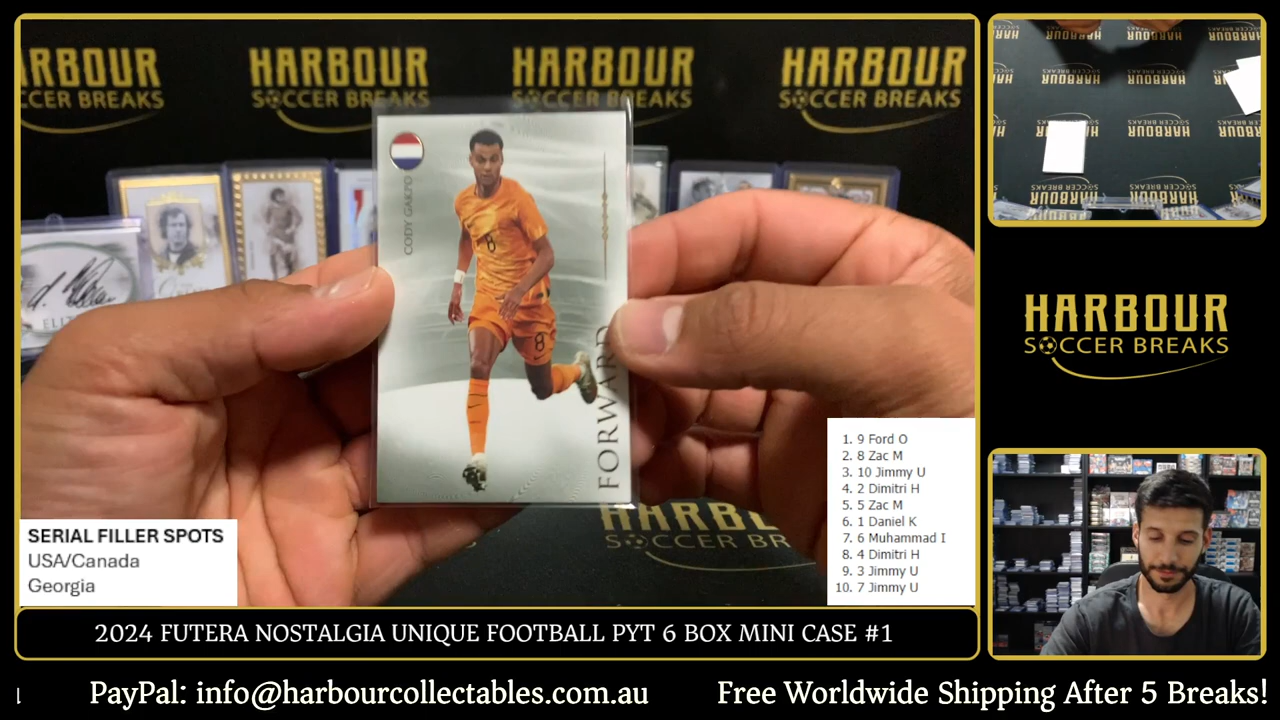 HARBOUR
SOCCER BREAKS
HARBOUR
SOCCER BREAKS
HARBOUR
SOCCER BREAKS
CODY GAKPO
8
8
FORWARD
HARBOUR
SOCCER BREAKS
1. 9 Ford O
2. 8 Zac M
3. 10 Jimmy U
4. 2 Dimitri H
5. 5 Zac M
6. 1 Daniel K
7. 6 Muhammad I
8. 4 Dimitri H
9. 3 Jimmy U
10. 7 Jimmy U
SERIAL FILLER SPOTS
USA/Canada
Georgia
2024 FUTERA NOSTALGIA UNIQUE FOOTBALL PYT 6 BOX MINI CASE #1
PayPal: info@harbourcollectables.com.au
Free Worldwide Shipping After 5 Breaks!